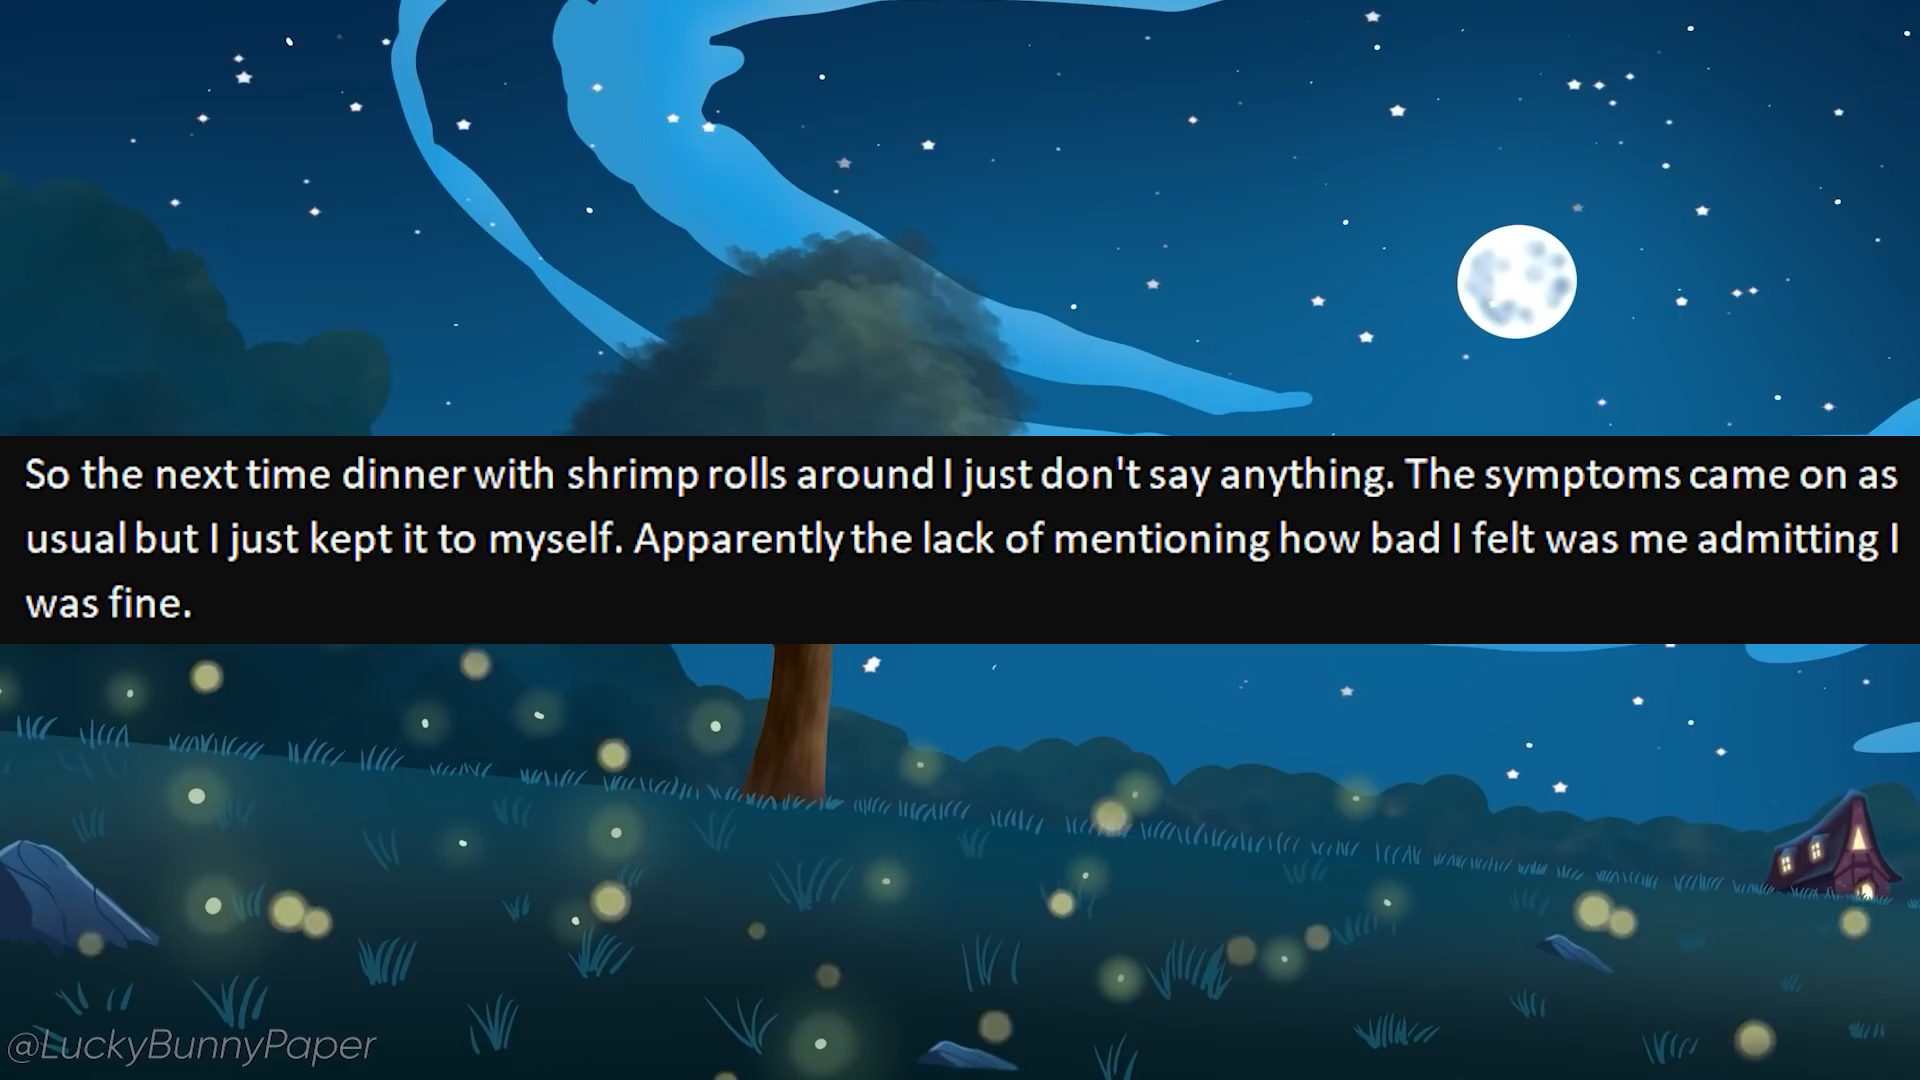 So the next time dinner with shrimp rolls around I just don't say anything. The symptoms came on as
usual but I just kept it to myself. Apparently the lack of mentioning how bad I felt was me admitting I
was fine.
@LuckyBunnyPaper